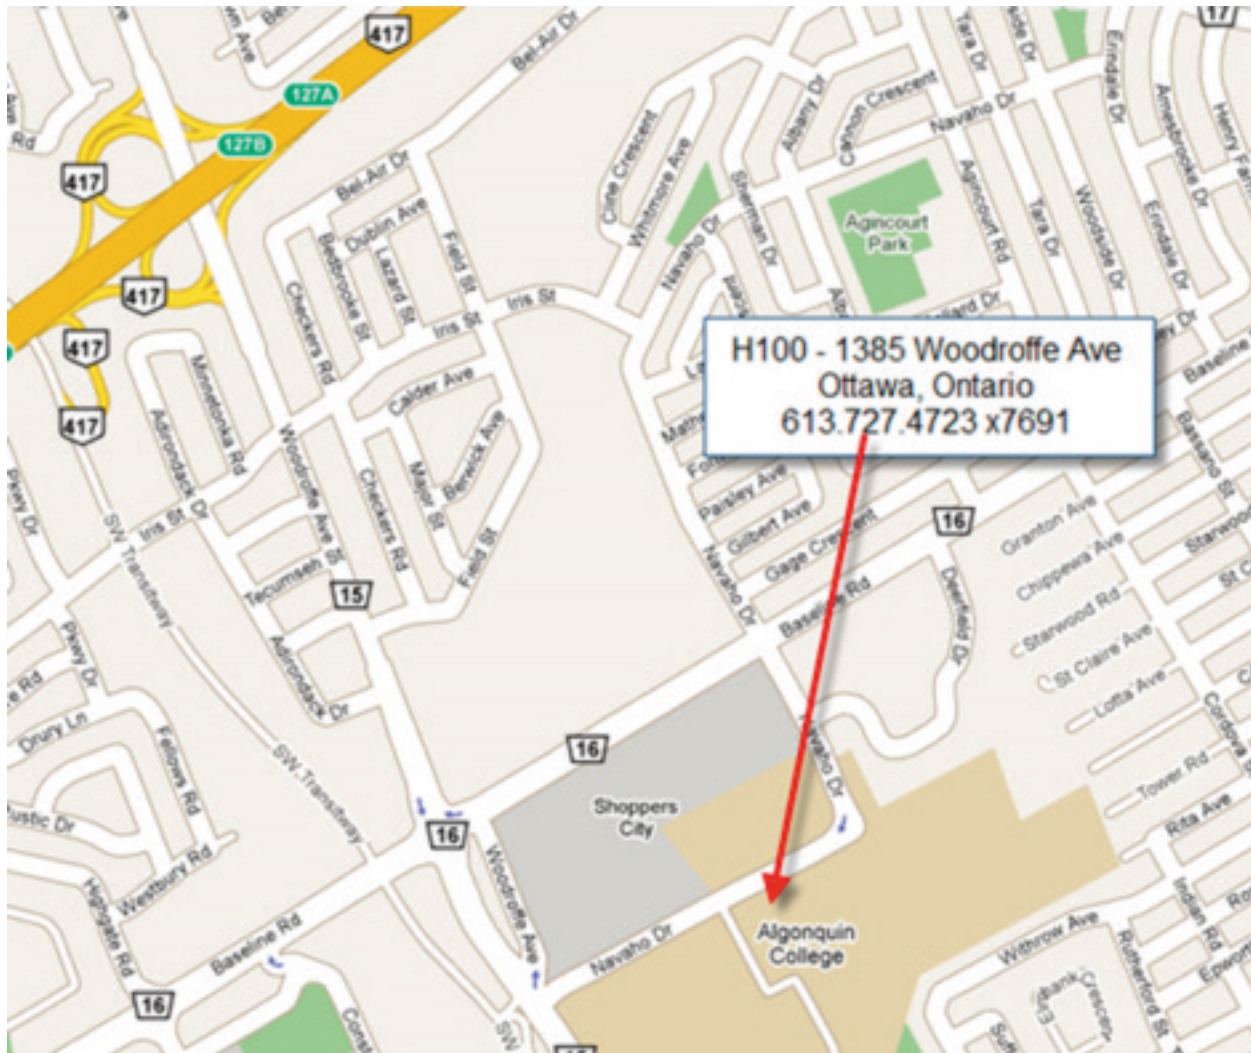 417
17
127A
127B
Bel-Air Dr
Tara Dr
Erindale Dr
Amesbrooke Dr
Albany Dr
Cannon Crescent
Navaho Dr
Cline Crescent
Whitmore Ave
417
Bel-Air Dr
Dublin Ave
Bedbrooke St
Lazard St
Field St
Sherman Dr
Navaho Dr
Agincourt
Park
Agincourt Rd
Tara Dr
Woodside Dr
Erindale Dr
417
Checkers Rd
Iris St
Iris St
417
Minnetonka Rd
Adirondack Dr
Calder Ave
H100 - 1385 Woodroffe Ave
Ottawa, Ontario
613.727.4723 x7691
417
Woodroffe Ave
Checkers Rd
Major St
Berwick Ave
Paisley Ave
Bassano St
Pkwy Dr
SW Transitway
Iris St
Gilbert Ave
Gage Crescent
16
Granton Ave
Field St
Navaho Dr
Chippewa Ave
Tecumseh
15
Baseline Rd
Deerfield Dr
Starwood Rd
St Claire Ave
Pkwy Dr
Adirondack Dr
Lotta Ave
Drury Ln
Fellows Rd
SW Transitway
16
Navaho Dr
Tower Rd
Shoppers
City
16
Rita Ave
Westbury Rd
Woodroffe Ave
Highgate Rd
Baseline Rd
Navaho Dr
Algonquin
College
Withrow Ave
Indian Rd
Rutherford St
16
SW